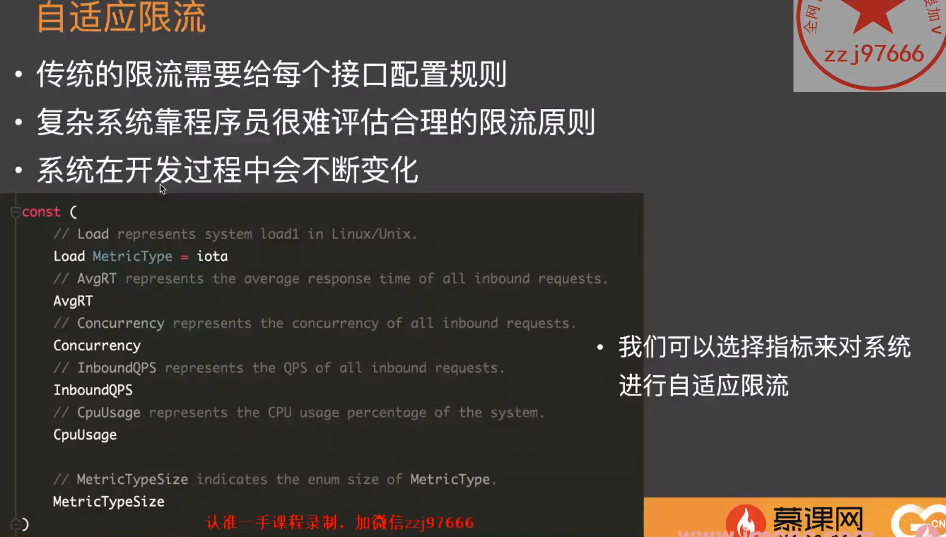 自适应限流
• 传统的限流需要给每个接口配置规则
• 复杂系统靠程序员很难评估合理的限流原则
• 系统在开发过程中会不断变化
zzj97666
const (
// Load represents system load1 in Linux/Unix.
Load MetricType = iota
// AvgRT represents the average response time of all inbound requests.
AvgRT
// Concurrency represents the concurrency of all inbound requests.
Concurrency
// InboundQPS represents the QPS of all inbound requests.
InboundQPS
// CpuUsage represents the CPU usage percentage of the system.
CpuUsage
// MetricTypeSize indicates the enum size of MetricType.
MetricTypeSize
)
• 我们可以选择指标来对系统
进行自适应限流
认准一手课程录制，加微信zzj97666
慕课网
CN